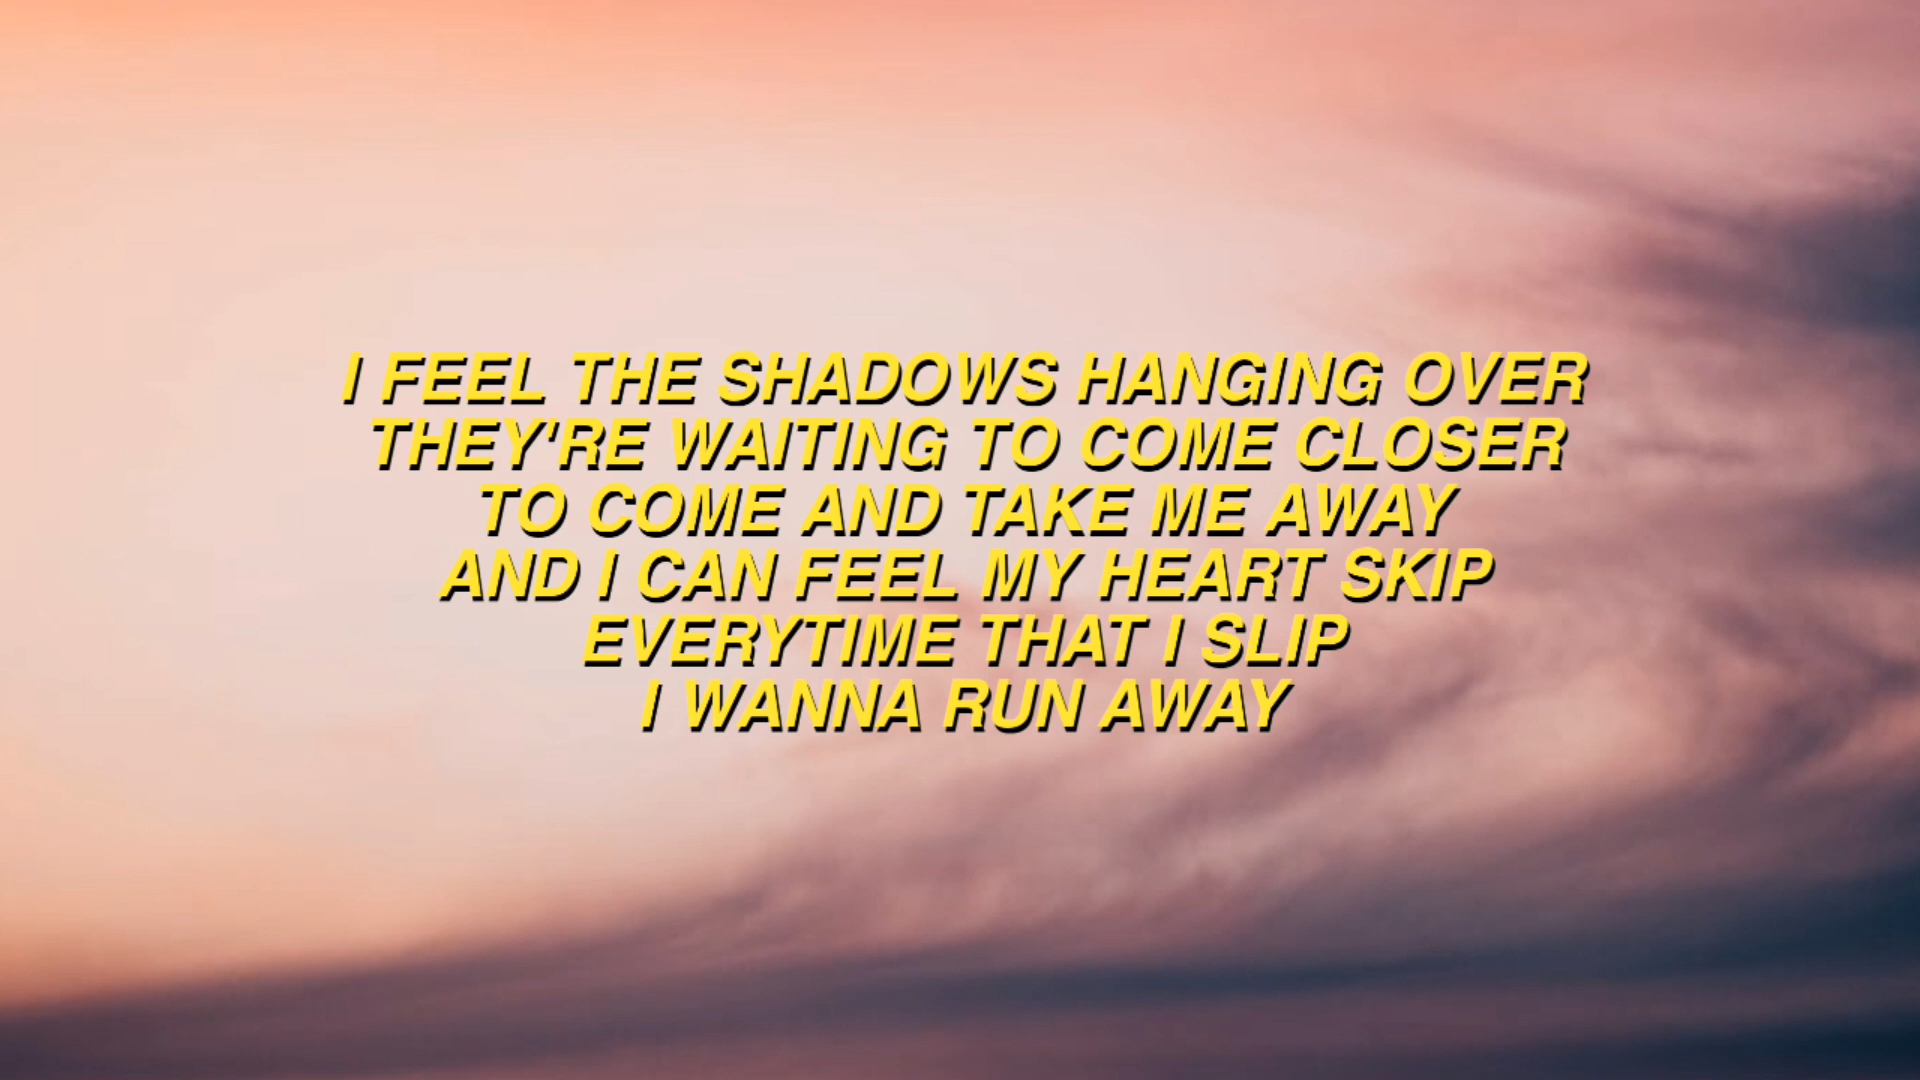 I FEEL THE SHADOWS HANGING OVER
THEY'RE WAITING TO COME CLOSER
TO COME AND TAKE ME AWAY
AND I CAN FEEL MY HEART SKIP
EVERYTIME THAT I SLIP
I WANNA RUN AWAY